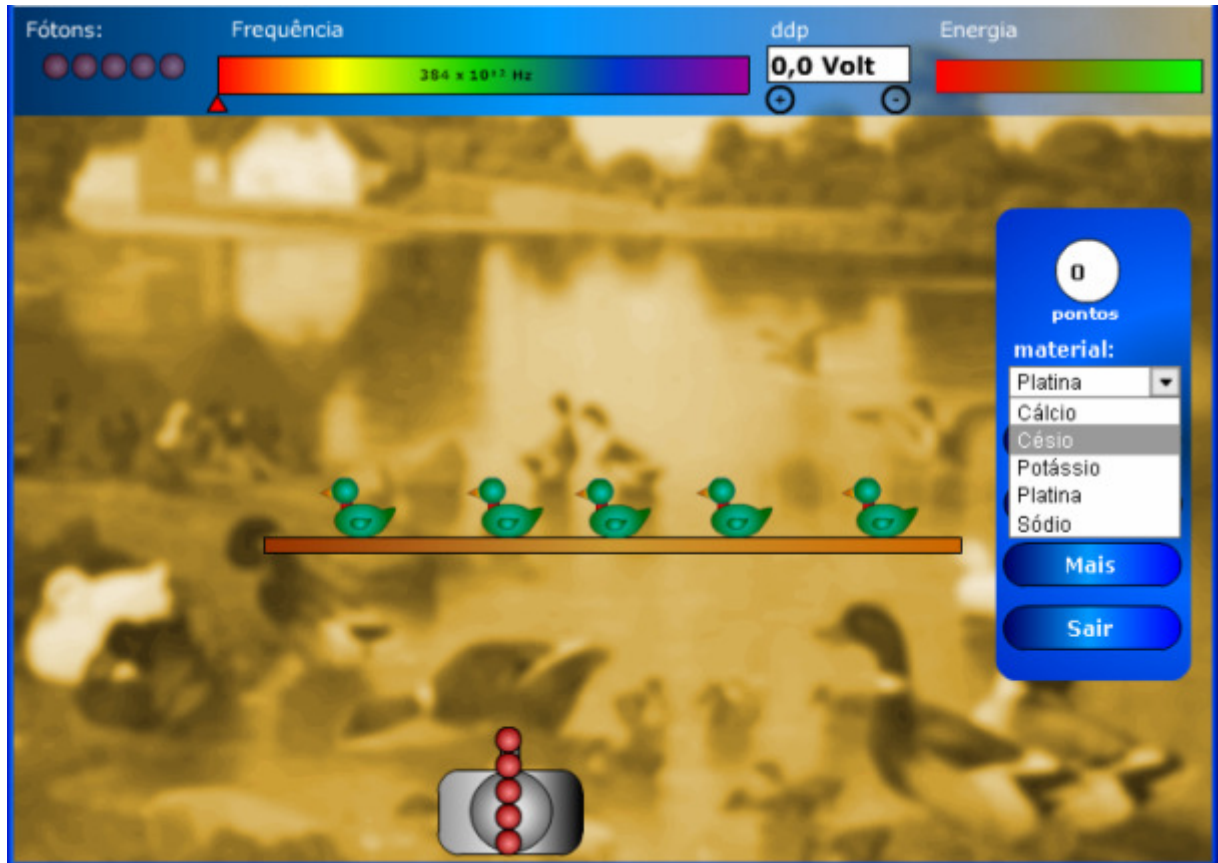 Fótons:
Frequência
384 x 10¹² Hz
ddp
0,0 Volt
+
-
Energia
0
pontos
material:
Platina
Cálcio
Césio
Potássio
Platina
Sódio
Mais
Sair